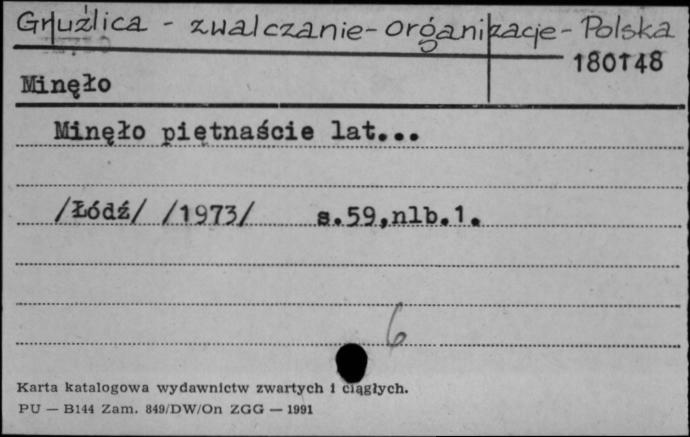 Gruźlica - zwalczanie - organizacje - Polska
180148
Minęło
Minęło piętnaście lat...
/Łódź/ /1973/ s.59,nlb.1.
6
Karta katalogowa wydawnictw zwartych i ciągłych.
PU — B144 Zam. 849/DW/On ZGG — 1991